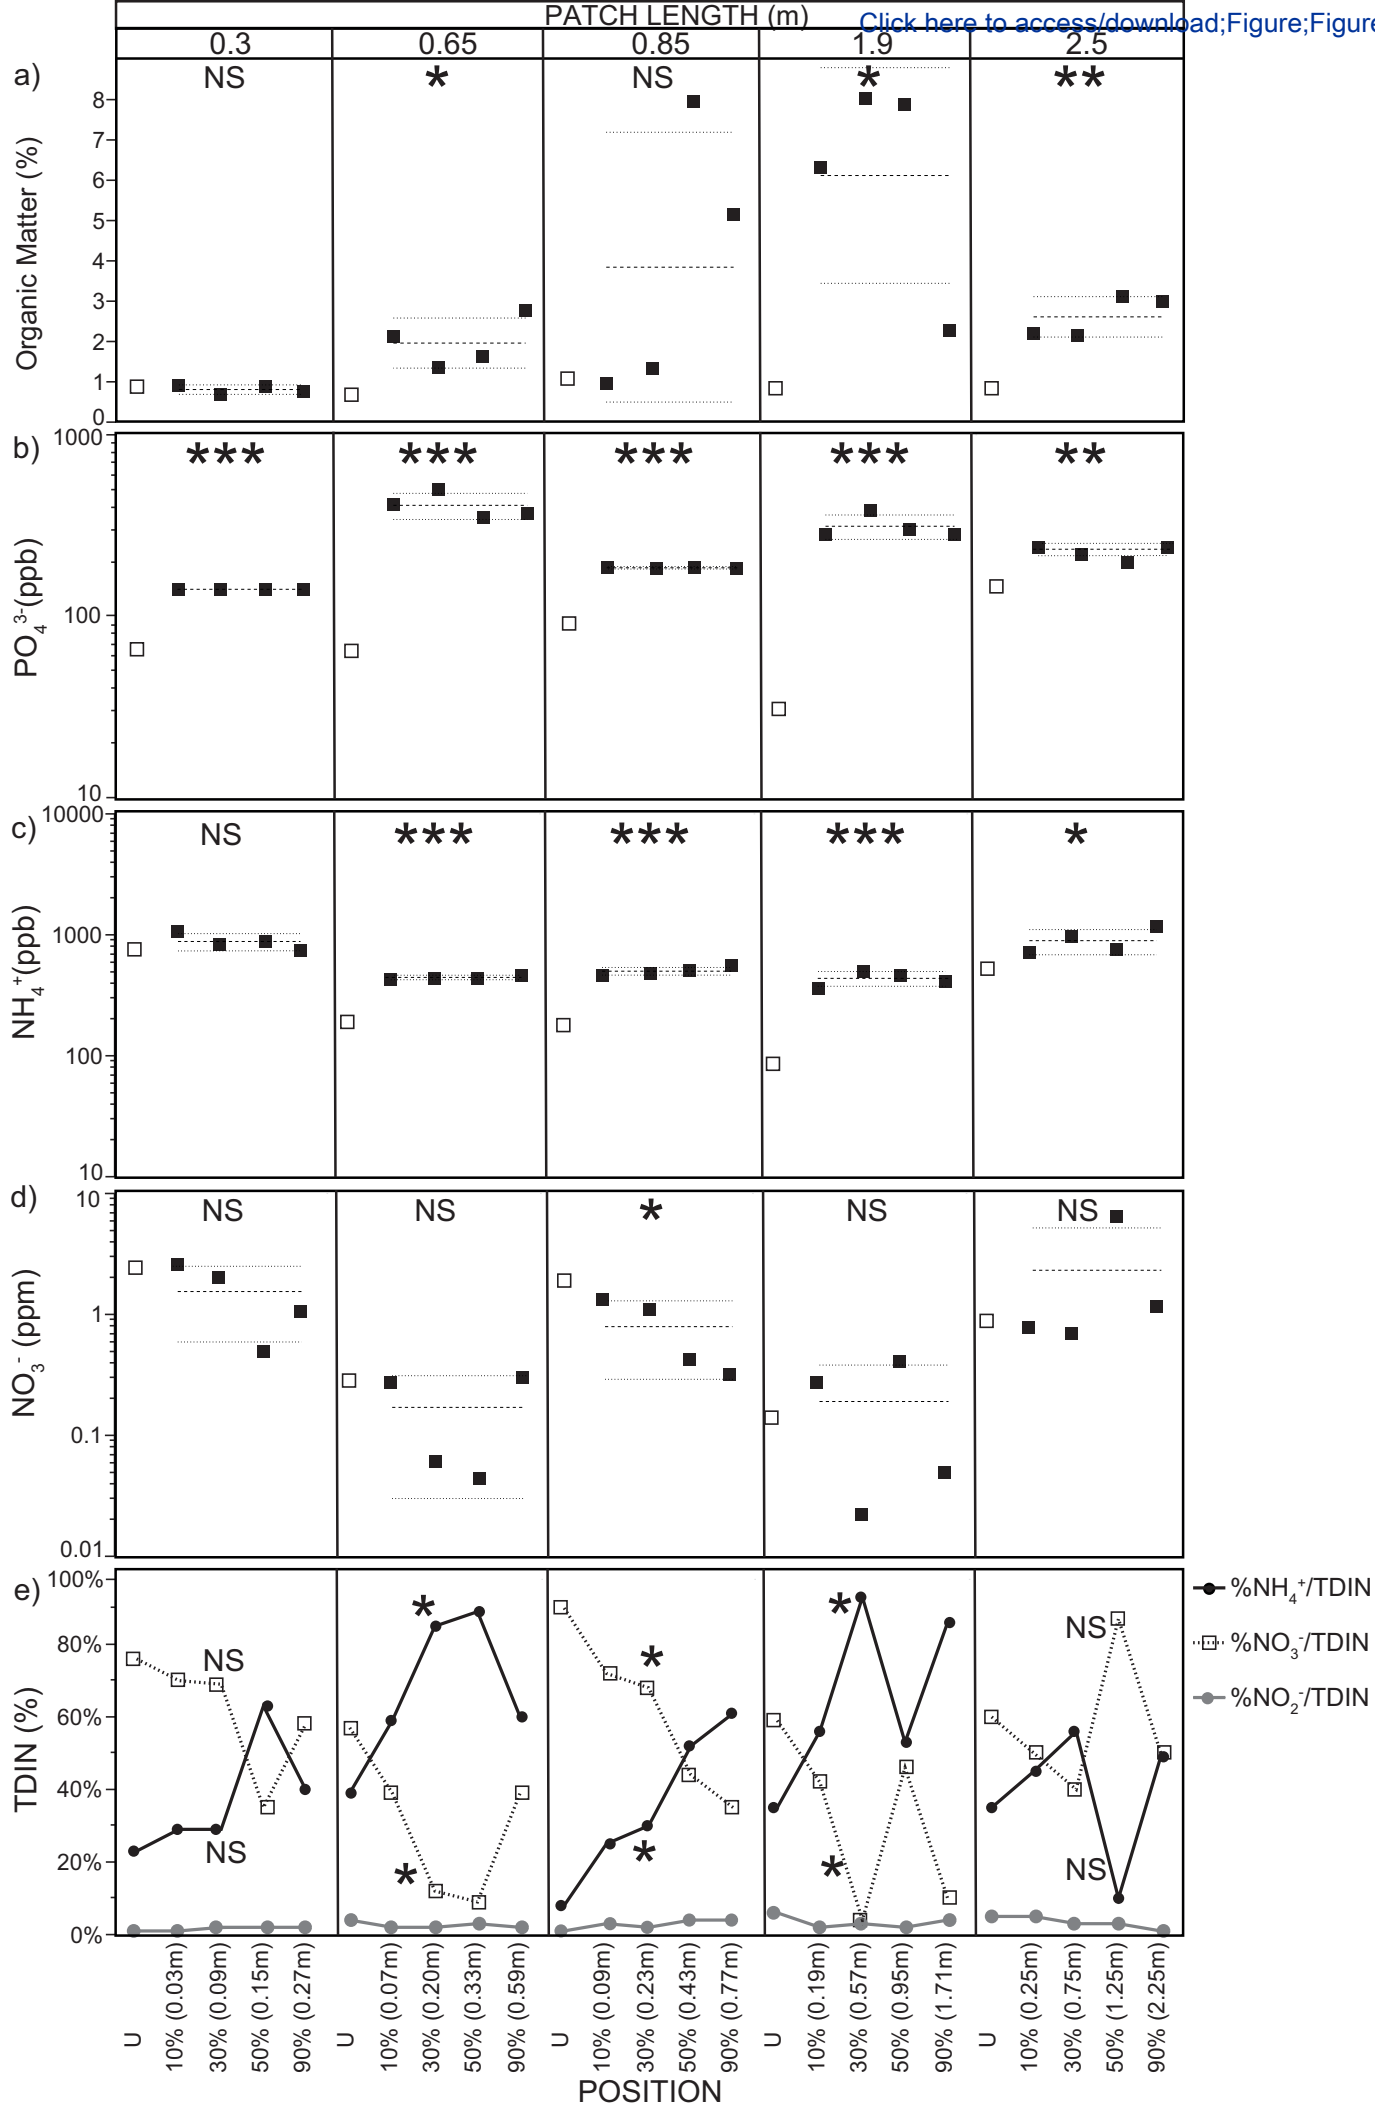 PATCH LENGTH (m)
Click here to access/download;Figure;Figure
0.3 0.65 0.85 1.9 2.5
a) NS * NS * **
Organic Matter (%)
8
7
6
5
4
3
2
1
0
b) *** *** *** *** **
PO₄³⁻(ppb)
1000
100
10
c) NS *** *** *** *
NH₄⁺(ppb)
10000
1000
100
10
d) NS NS * NS NS
NO₃⁻ (ppm)
10
1
0.1
0.01
e)
TDIN (%)
100%
80%
60%
40%
20%
0%
NS * * * NS
NS * * * NS
%NH₄⁺/TDIN
%NO₃⁻/TDIN
%NO₂⁻/TDIN
U
10% (0.03m)
30% (0.09m)
50% (0.15m)
90% (0.27m)
U
10% (0.07m)
30% (0.20m)
50% (0.33m)
90% (0.59m)
U
10% (0.09m)
30% (0.23m)
50% (0.43m)
90% (0.77m)
U
10% (0.19m)
30% (0.57m)
50% (0.95m)
90% (1.71m)
U
10% (0.25m)
30% (0.75m)
50% (1.25m)
90% (2.25m)
POSITION